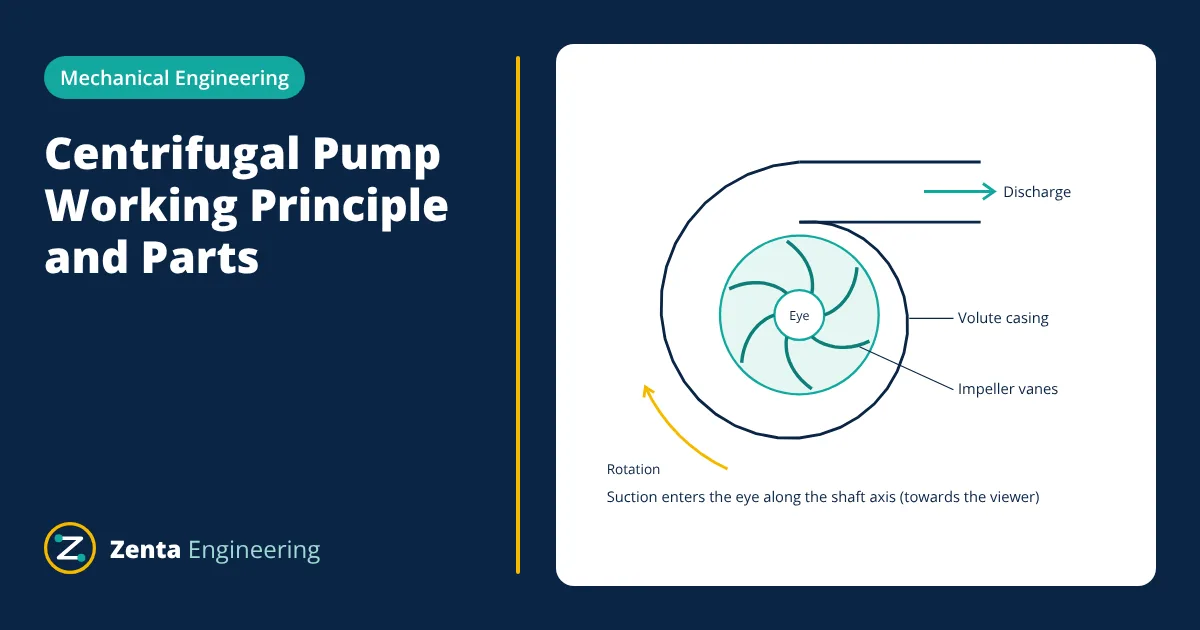 Mechanical Engineering
Centrifugal Pump
Working Principle
and Parts
Zenta Engineering
Discharge
Eye
Volute casing
Impeller vanes
Rotation
Suction enters the eye along the shaft axis (towards the viewer)